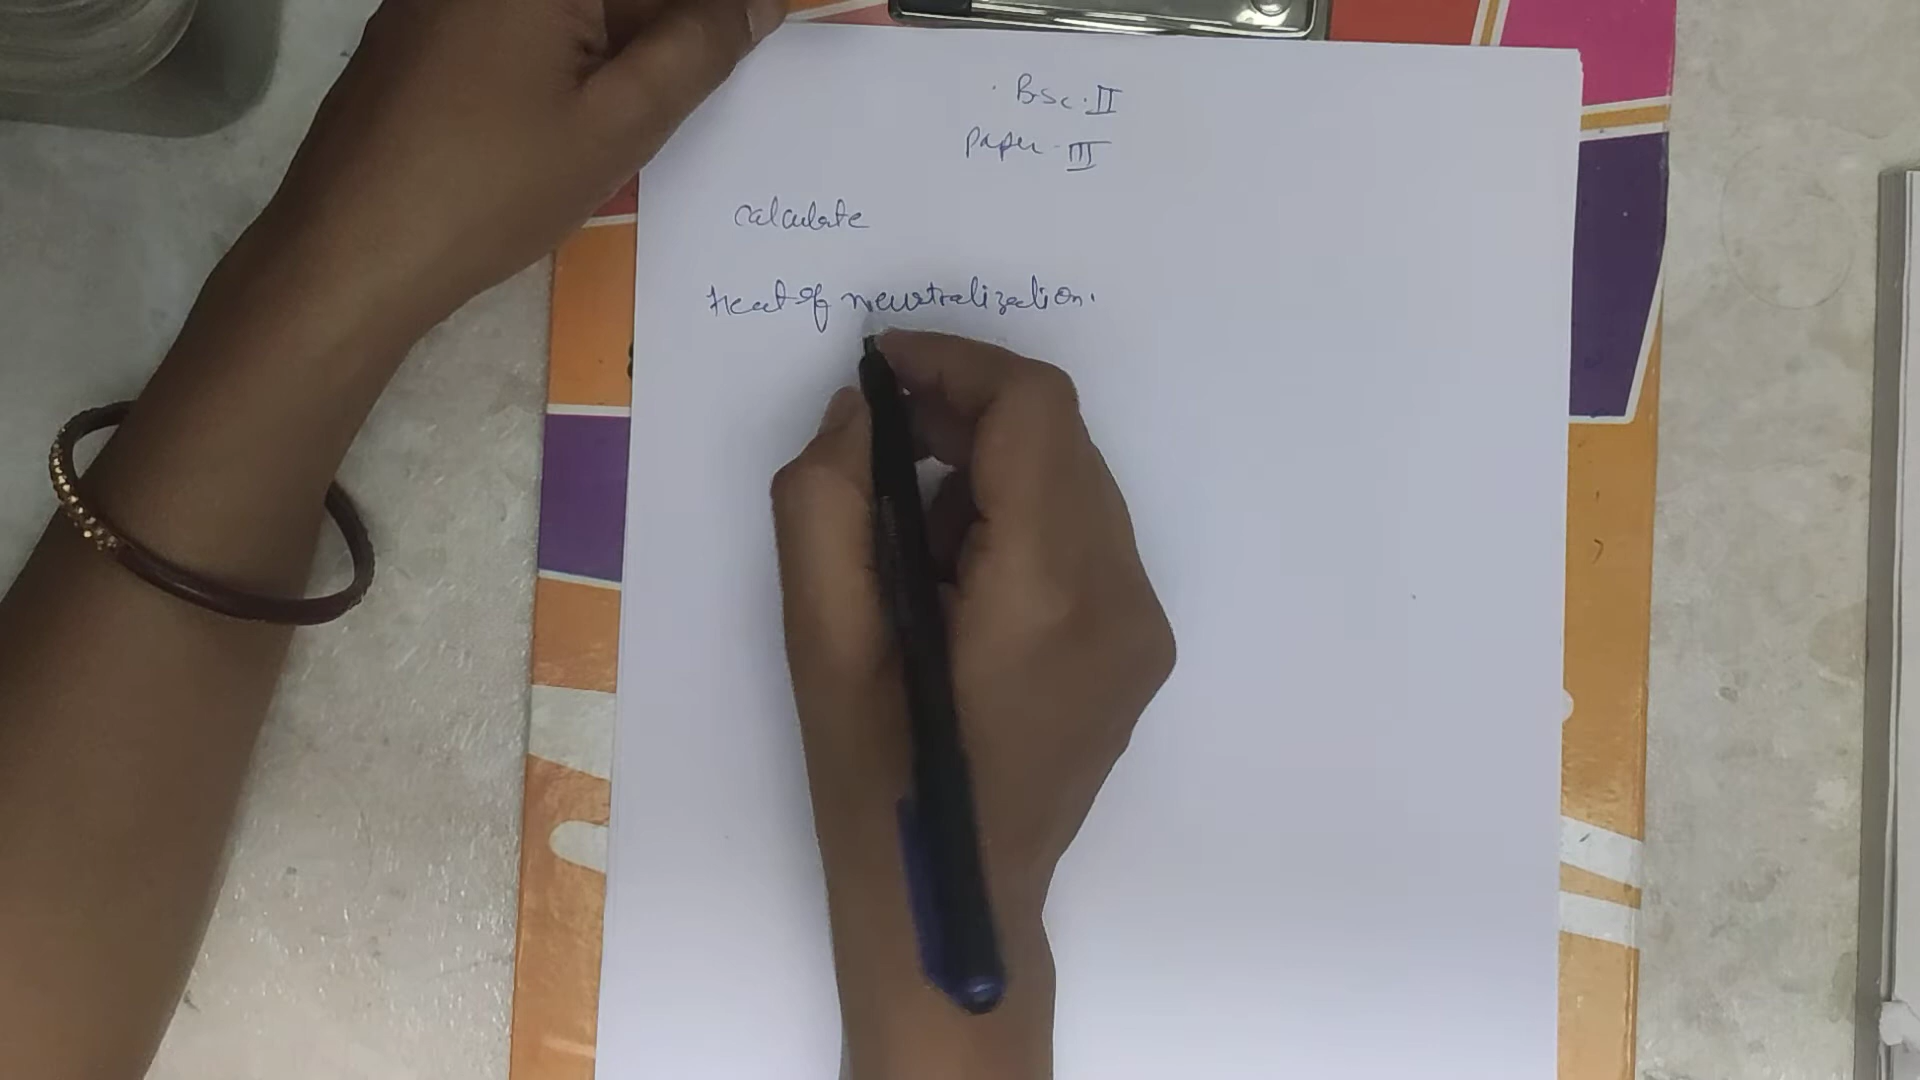 BSc. II
Paper - III
calculate
Heat of neutralization.